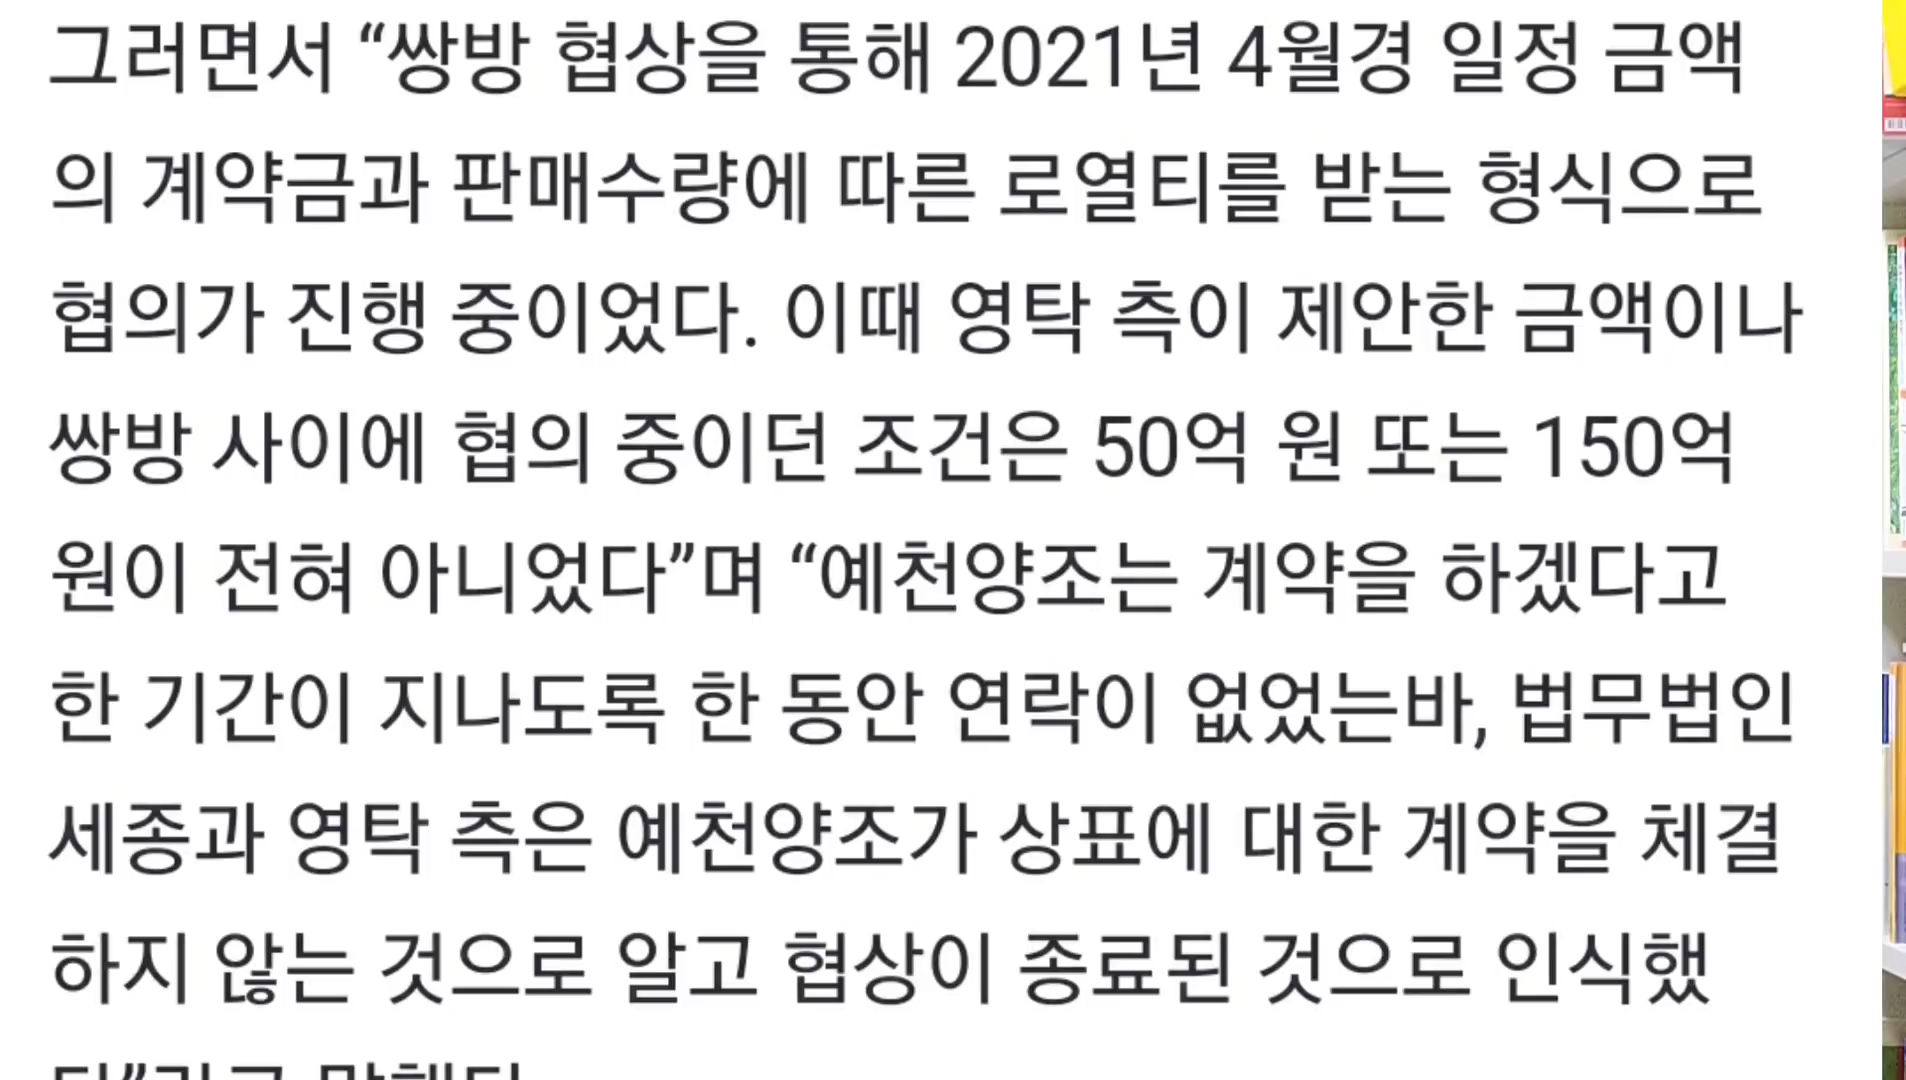 그러면서 “쌍방 협상을 통해 2021년 4월경 일정 금액
의 계약금과 판매수량에 따른 로열티를 받는 형식으로
협의가 진행 중이었다. 이때 영탁 측이 제안한 금액이나
쌍방 사이에 협의 중이던 조건은 50억 원 또는 150억
원이 전혀 아니었다”며 “예천양조는 계약을 하겠다고
한 기간이 지나도록 한 동안 연락이 없었는바, 법무법인
세종과 영탁 측은 예천양조가 상표에 대한 계약을 체결
하지 않는 것으로 알고 협상이 종료된 것으로 인식했